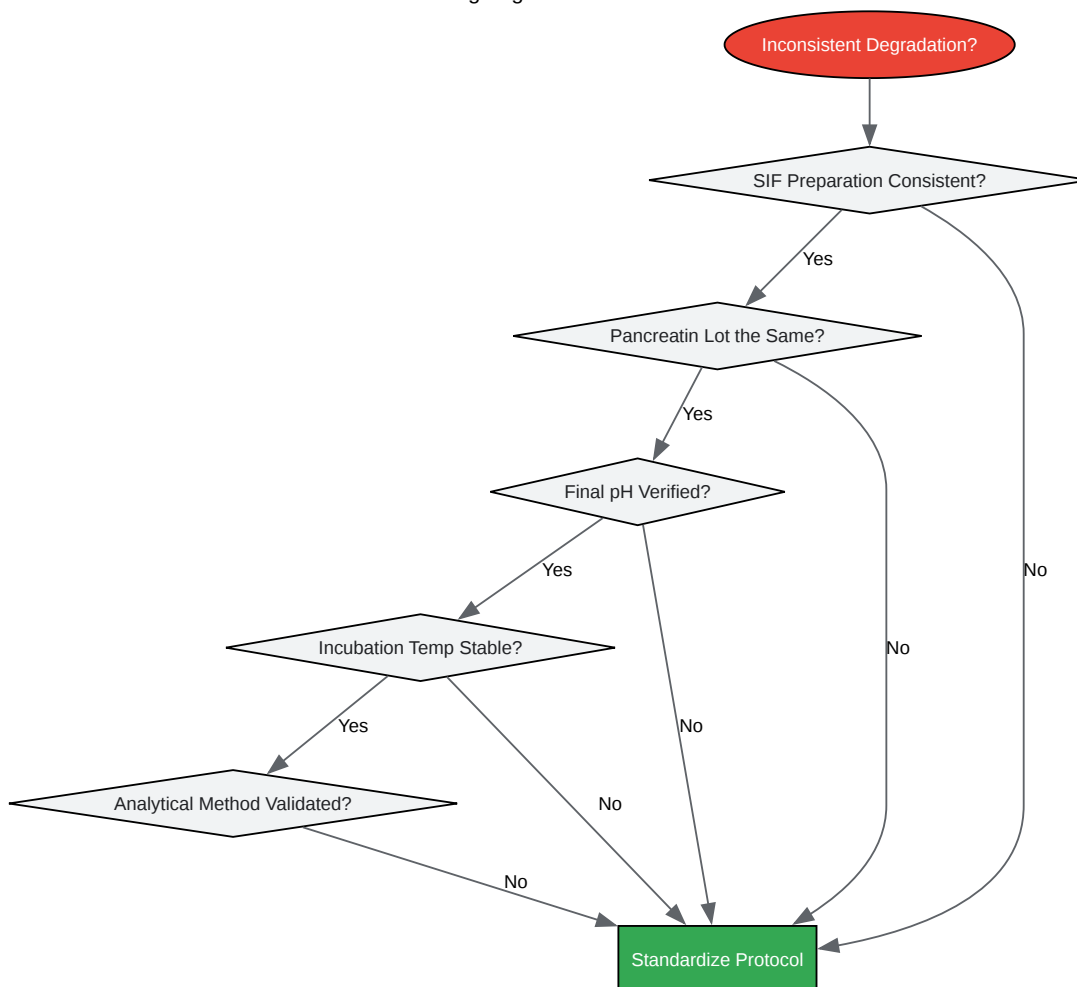 Inconsistent Degradation?
SIF Preparation Consistent?
Yes
Pancreatin Lot the Same?
Yes
Final pH Verified?
Yes
No
Incubation Temp Stable?
No
Yes
No
Analytical Method Validated?
No
No
Standardize Protocol